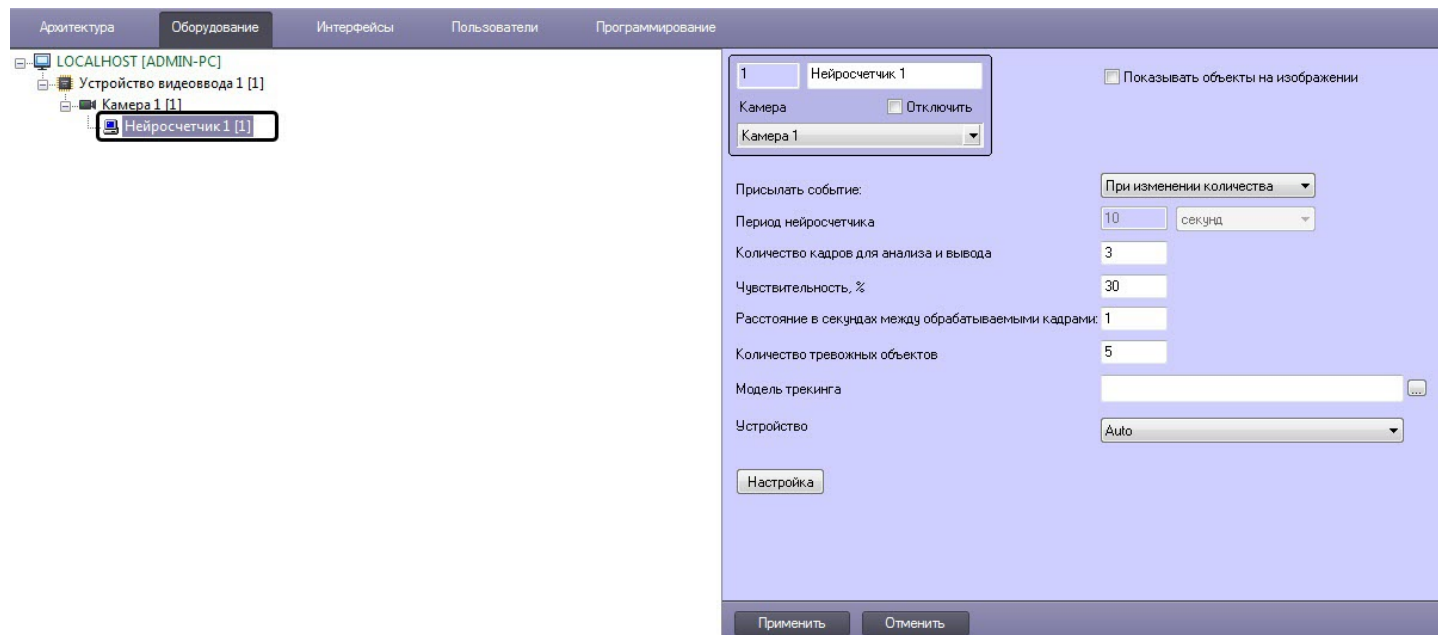 Архитектура Оборудование Интерфейсы Пользователи Программирование
LOCALHOST [ADMIN-PC]
Устройство видеоввода 1 [1]
Камера 1 [1]
Нейросчетчик 1 [1]
1 Нейросчетчик 1
Показывать объекты на изображении
Камера Отключить
Камера 1
Присылать событие: При изменении количества
Период нейросчетчика 10 секунд
Количество кадров для анализа и вывода 3
Чувствительность, % 30
Расстояние в секундах между обрабатываемыми кадрами: 1
Количество тревожных объектов 5
Модель трекинга ...
Устройство Auto
Настройка
Применить Отменить